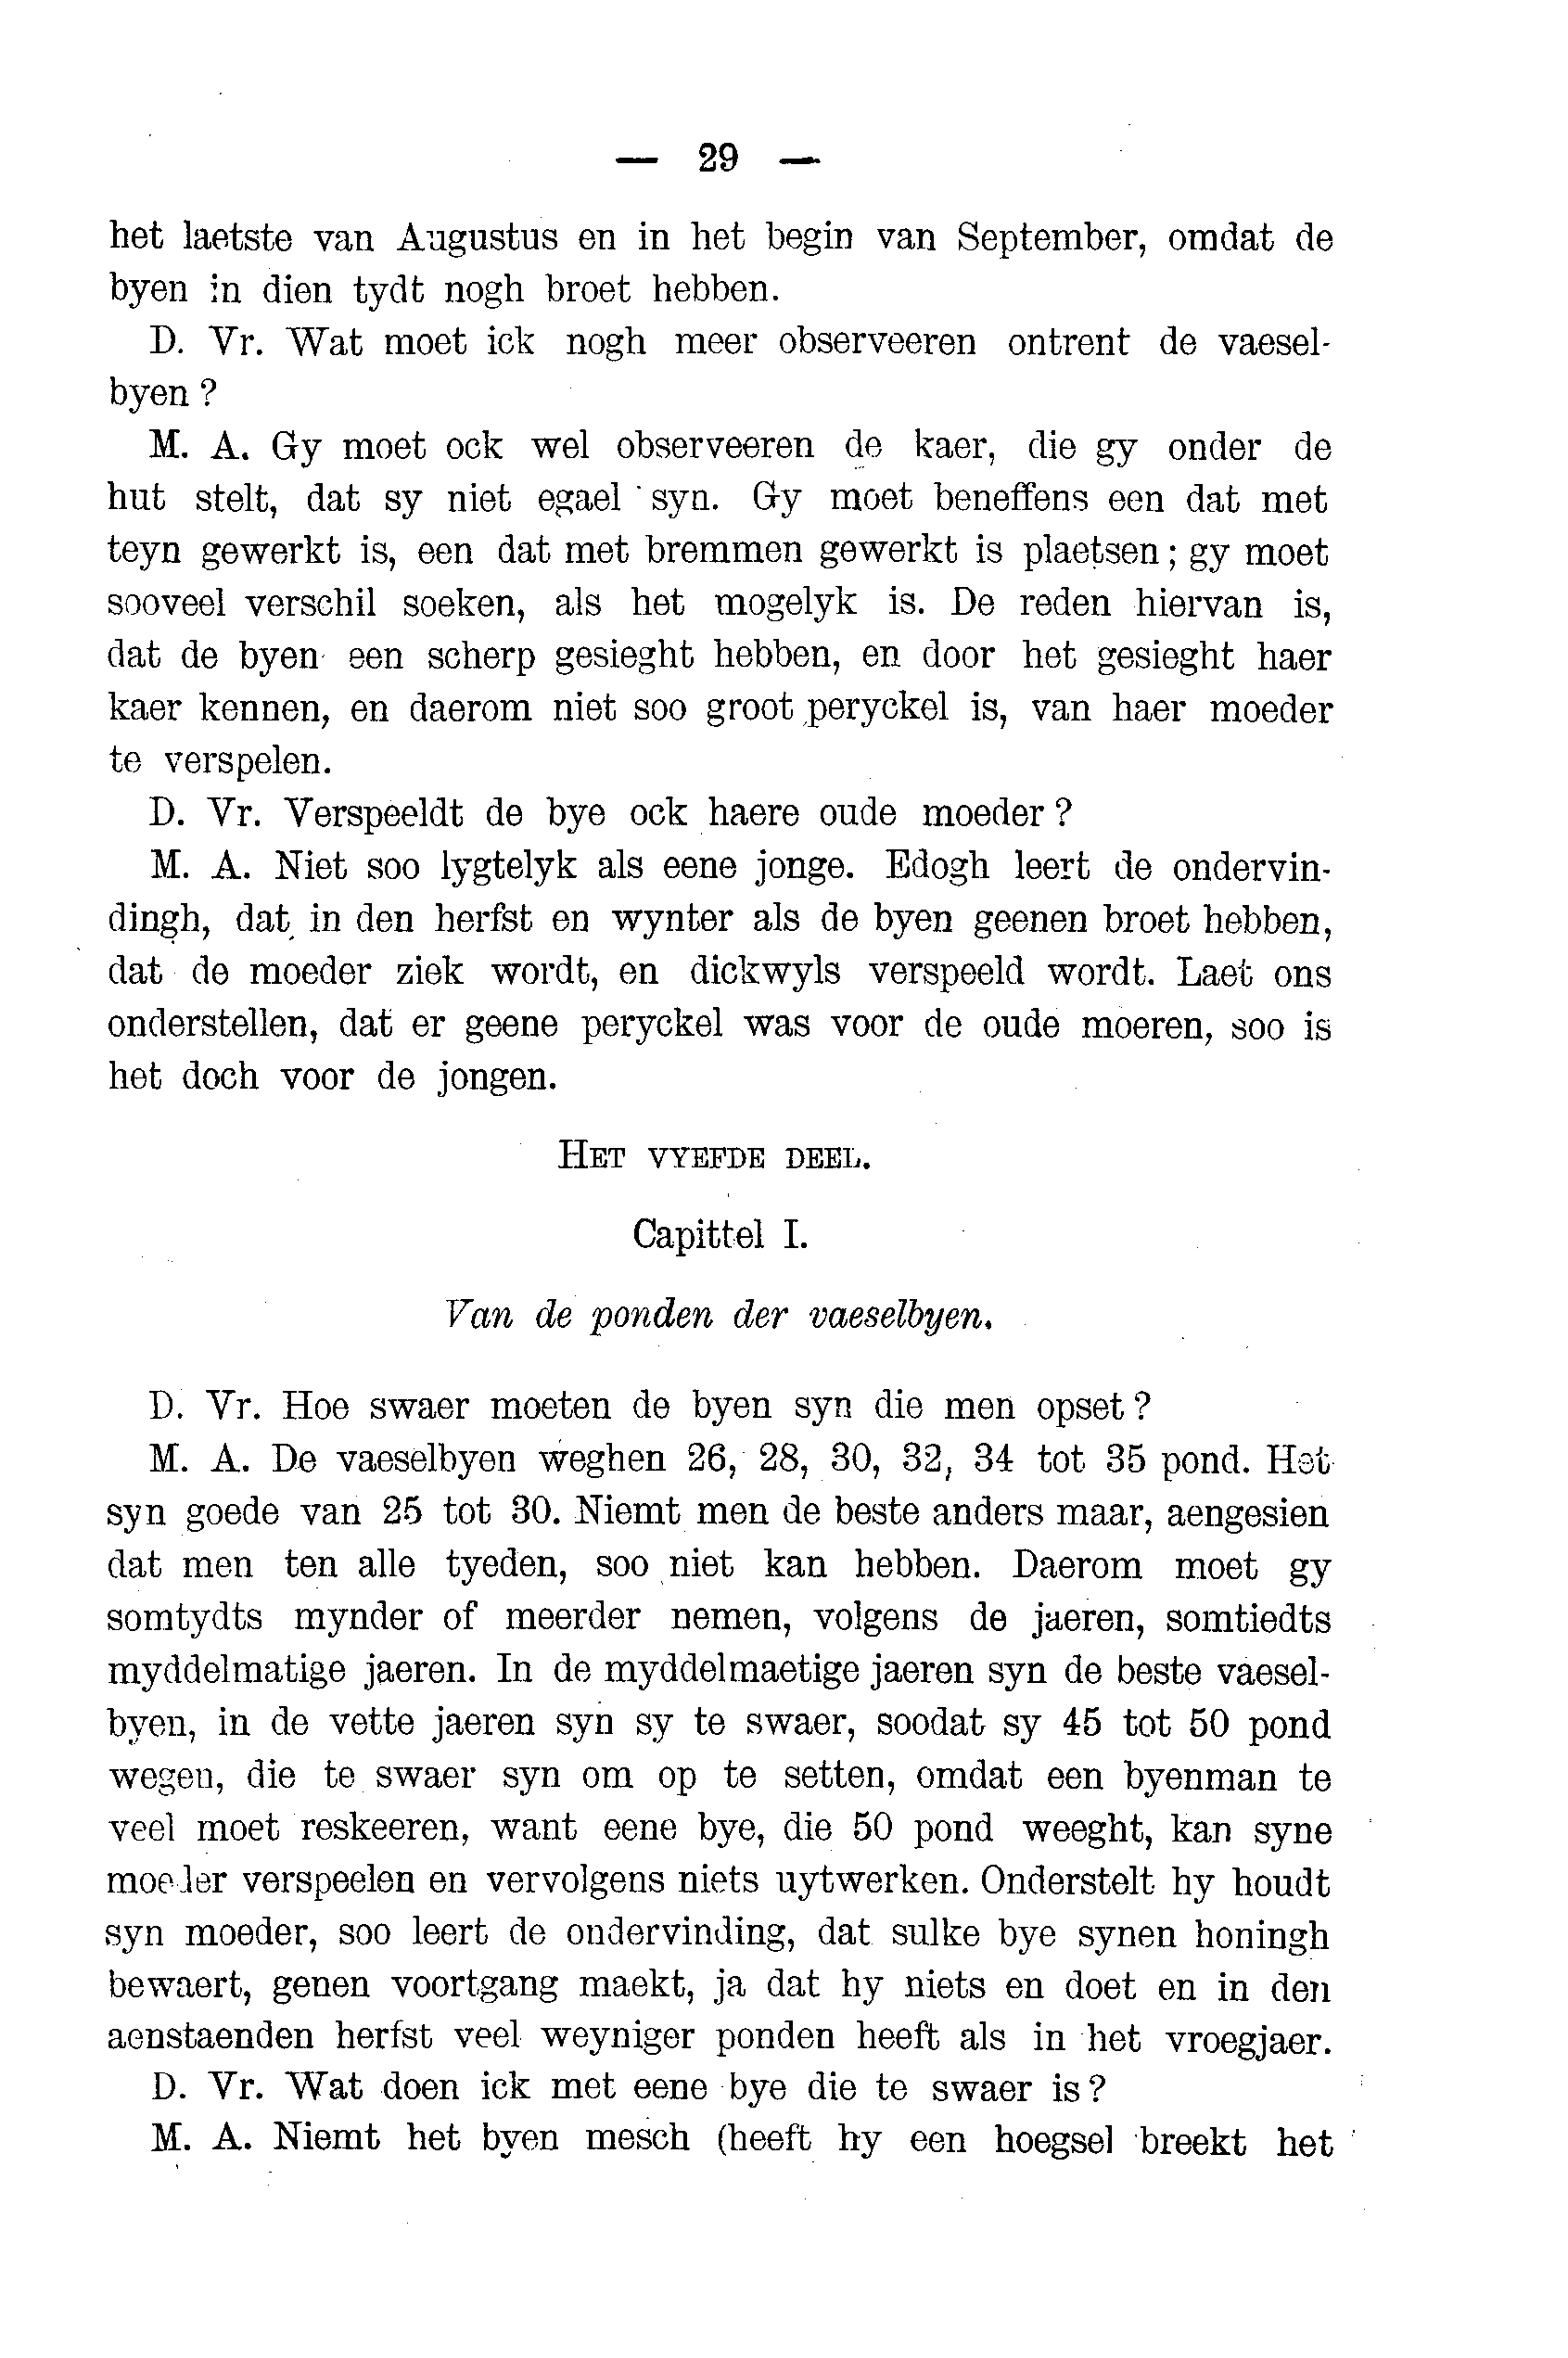 — 29 —
het laetste van Augustus en in het begin van September, omdat de
byen in dien tydt nogh broet hebben.
D. Vr. Wat moet ick nogh meer observeeren ontrent de vaesel-
byen ?
M. A. Gy moet ock wel observeeren de kaer, die gy onder de
hut stelt, dat sy niet egael syn. Gy moet beneffens een dat met
teyn gewerkt is, een dat met bremmen gewerkt is plaetsen ; gy moet
sooveel verschil soeken, als het mogelyk is. De reden hiervan is,
dat de byen een scherp gesieght hebben, en door het gesieght haer
kaer kennen, en daerom niet soo groot peryckel is, van haer moeder
te verspelen.
D. Vr. Verspeeldt de bye ock haere oude moeder ?
M. A. Niet soo lygtelyk als eene jonge. Edogh leert de ondervin-
dingh, dat in den herfst en wynter als de byen geenen broet hebben,
dat de moeder ziek wordt, en dickwyls verspeeld wordt. Laet ons
onderstellen, dat er geene peryckel was voor de oude moeren, soo is
het doch voor de jongen.
HET VYEFDE DEEL.
Capittel I.
Van de ponden der vaeselbyen.
D. Vr. Hoe swaer moeten de byen syn die men opset ?
M. A. De vaeselbyen weghen 26, 28, 30, 32, 34 tot 35 pond. Het
syn goede van 25 tot 30. Niemt men de beste anders maar, aengesien
dat men ten alle tyeden, soo niet kan hebben. Daerom moet gy
somtydts mynder of meerder nemen, volgens de jaeren, somtiedts
myddelmatige jaeren. In de myddelmaetige jaeren syn de beste vaesel-
byen, in de vette jaeren syn sy te swaer, soodat sy 45 tot 50 pond
wegen, die te swaer syn om op te setten, omdat een byenman te
veel moet reskeeren, want eene bye, die 50 pond weeght, kan syne
moeder verspeelen en vervolgens niets uytwerken. Onderstelt hy houdt
syn moeder, soo leert de ondervinding, dat sulke bye synen honingh
bewaert, genen voortgang maekt, ja dat hy niets en doet en in den
aenstaenden herfst veel weyniger ponden heeft als in het vroegjaer.
D. Vr. Wat doen ick met eene bye die te swaer is ?
M. A. Niemt het byen mesch (heeft hy een hoegsel breekt het